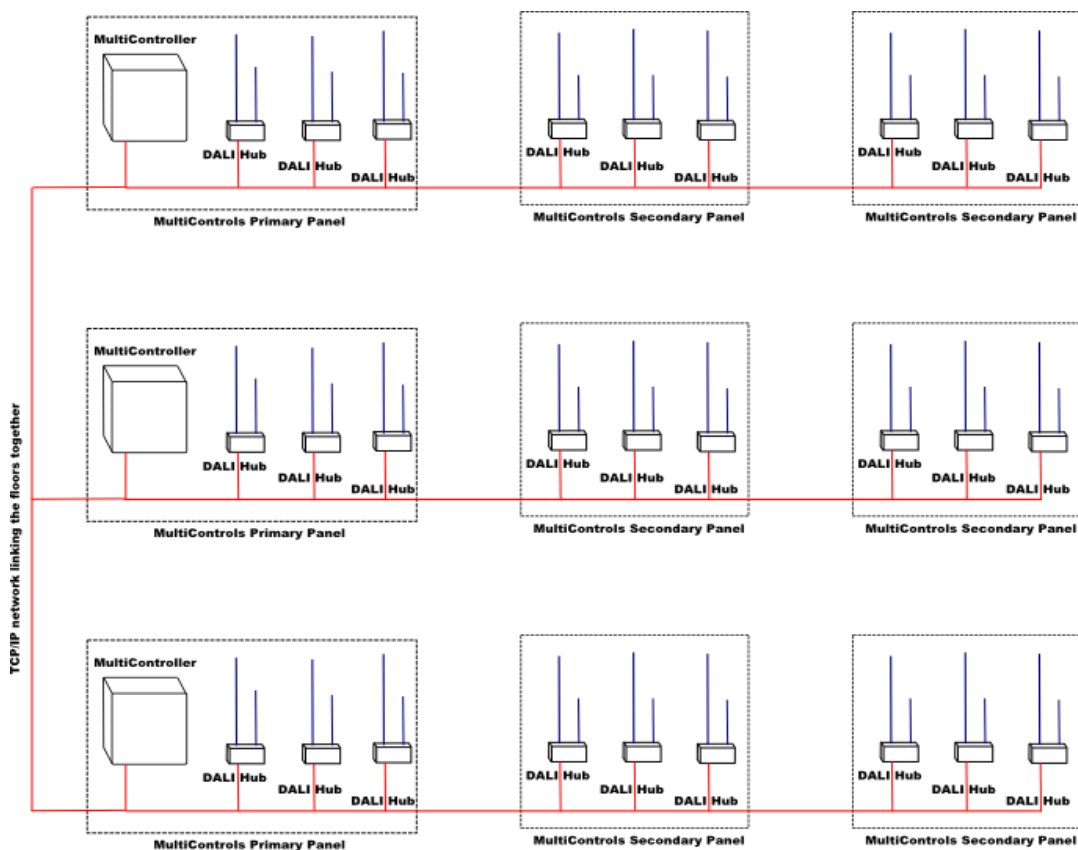 MultiController
DALI Hub
DALI Hub
DALI Hub
DALI Hub
DALI Hub
DALI Hub
DALI Hub
DALI Hub
DALI Hub
MultiControls Primary Panel
MultiControls Secondary Panel
MultiControls Secondary Panel
TCP/IP network linking the floors together
MultiController
DALI Hub
DALI Hub
DALI Hub
DALI Hub
DALI Hub
DALI Hub
DALI Hub
DALI Hub
DALI Hub
MultiControls Primary Panel
MultiControls Secondary Panel
MultiControls Secondary Panel
MultiController
DALI Hub
DALI Hub
DALI Hub
DALI Hub
DALI Hub
DALI Hub
DALI Hub
DALI Hub
DALI Hub
MultiControls Primary Panel
MultiControls Secondary Panel
MultiControls Secondary Panel